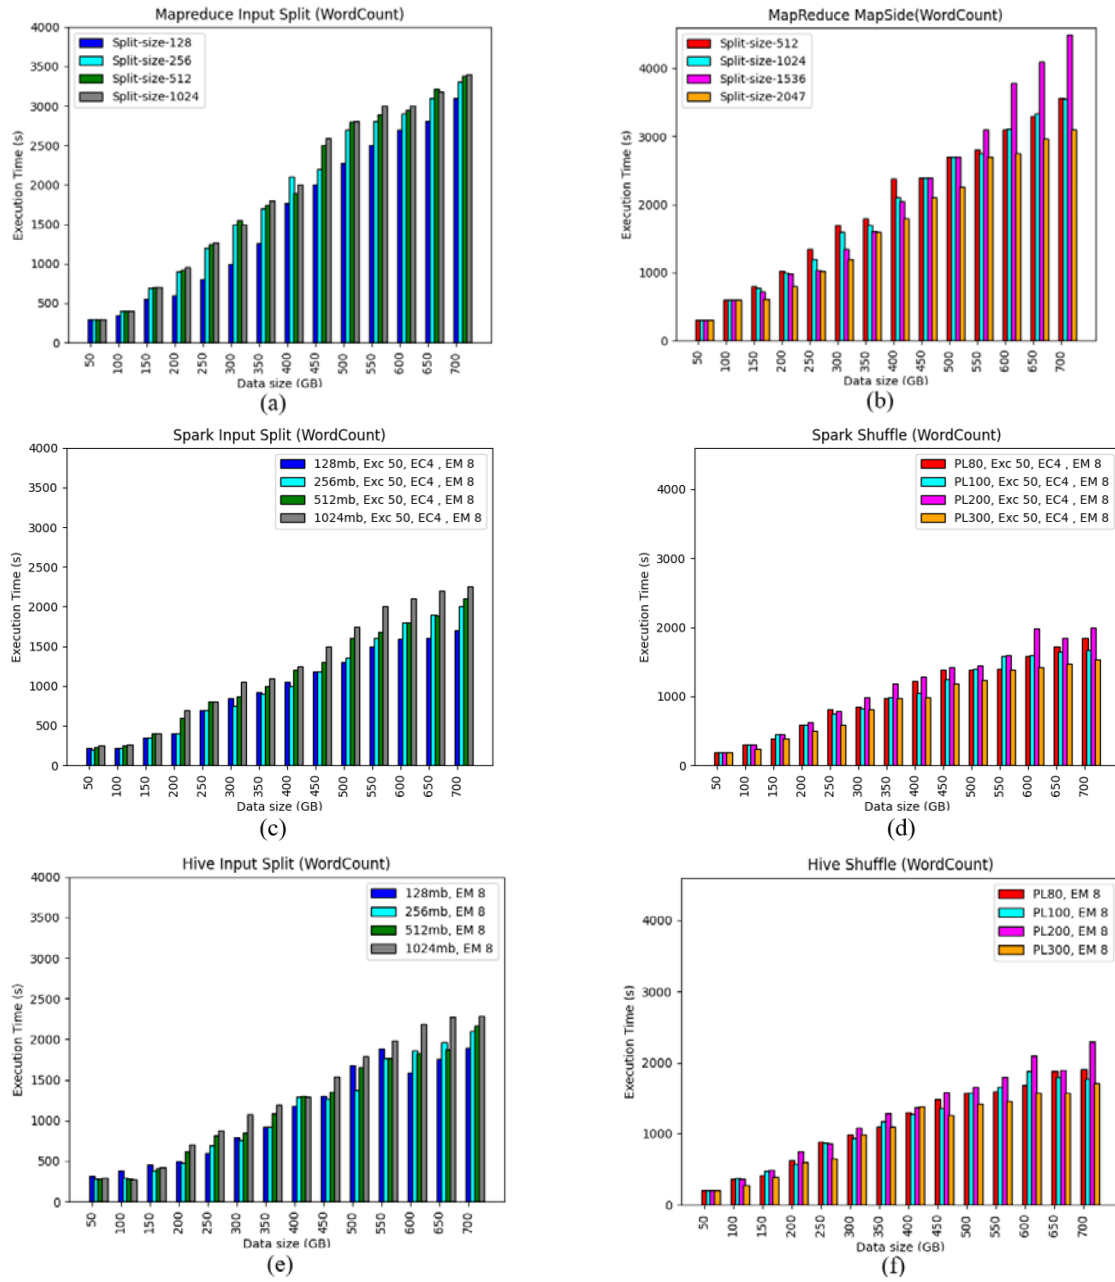 Mapreduce Input Split (WordCount)
Execution Time (s)
4000
3500
3000
2500
2000
1500
1000
500
0
Split-size-128
Split-size-256
Split-size-512
Split-size-1024
50 100 150 200 250 300 350 400 450 500 550 600 650 700
Data size (GB)
(a)
MapReduce MapSide(WordCount)
Execution Time (s)
4000
3000
2000
1000
0
Split-size-512
Split-size-1024
Split-size-1536
Split-size-2047
50 100 150 200 250 300 350 400 450 500 550 600 650 700
Data size (GB)
(b)
Spark Input Split (WordCount)
Execution Time (s)
4000
3500
3000
2500
2000
1500
1000
500
0
128mb, Exc 50, EC4 , EM 8
256mb, Exc 50, EC4 , EM 8
512mb, Exc 50, EC4 , EM 8
1024mb, Exc 50, EC4 , EM 8
50 100 150 200 250 300 350 400 450 500 550 600 650 700
Data size (GB)
(c)
Spark Shuffle (WordCount)
Execution Time (s)
4000
3000
2000
1000
0
PL80, Exc 50, EC4 , EM 8
PL100, Exc 50, EC4 , EM 8
PL200, Exc 50, EC4 , EM 8
PL300, Exc 50, EC4 , EM 8
50 100 150 200 250 300 350 400 450 500 550 600 650 700
Data size (GB)
(d)
Hive Input Split (WordCount)
Execution Time (s)
4000
3500
3000
2500
2000
1500
1000
500
0
128mb, EM 8
256mb, EM 8
512mb, EM 8
1024mb, EM 8
50 100 150 200 250 300 350 400 450 500 550 600 650 700
Data size (GB)
(e)
Hive Shuffle (WordCount)
Execution Time (s)
4000
3000
2000
1000
0
PL80, EM 8
PL100, EM 8
PL200, EM 8
PL300, EM 8
50 100 150 200 250 300 350 400 450 500 550 600 650 700
Data size (GB)
(f)